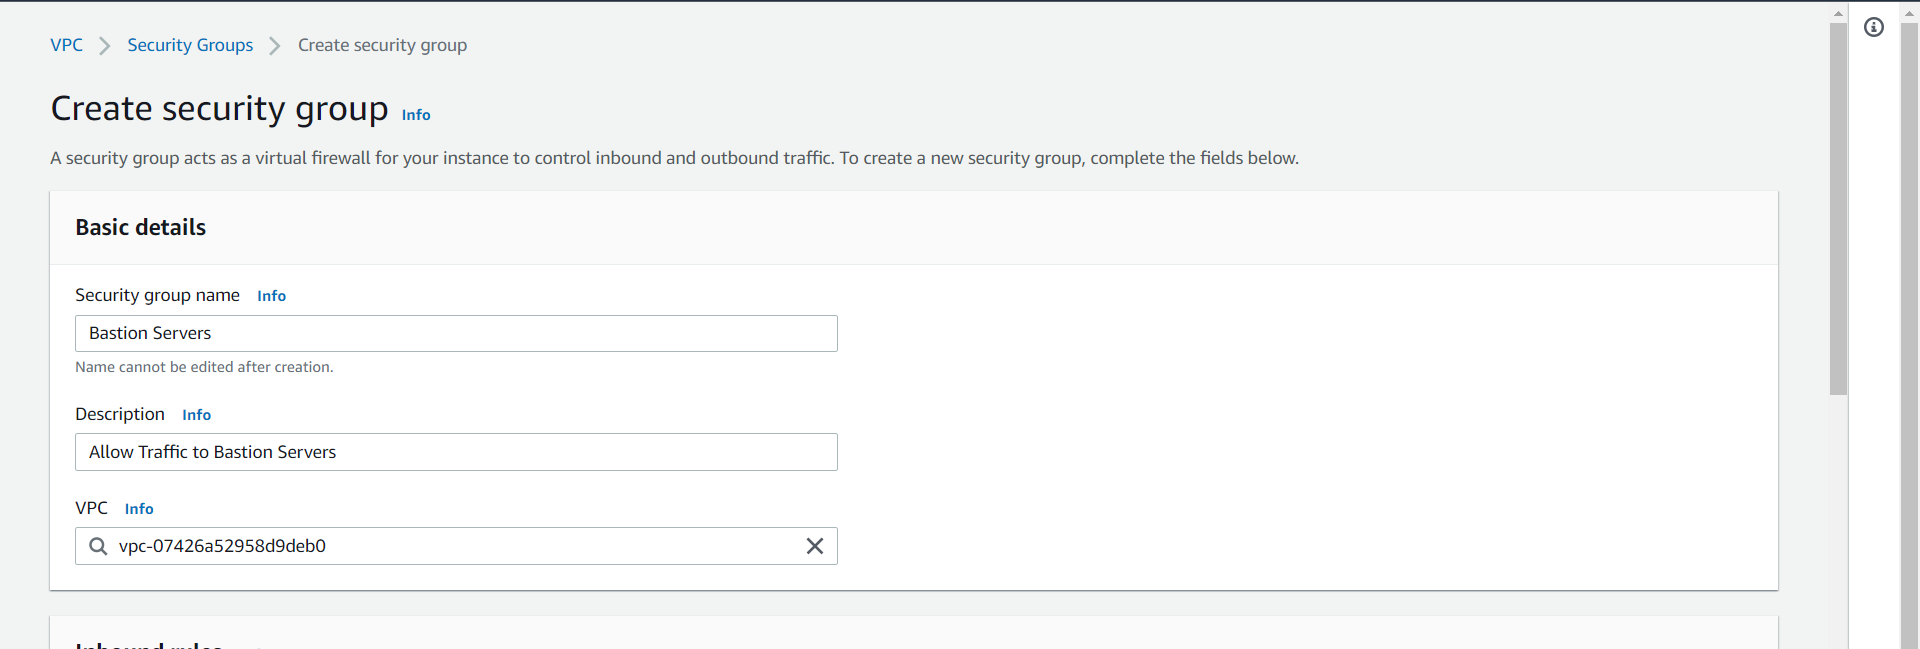 VPC > Security Groups > Create security group
Create security group Info
A security group acts as a virtual firewall for your instance to control inbound and outbound traffic. To create a new security group, complete the fields below.
Basic details
Security group name Info
Bastion Servers
Name cannot be edited after creation.
Description Info
Allow Traffic to Bastion Servers
VPC Info
vpc-07426a52958d9deb0
Inbound rules